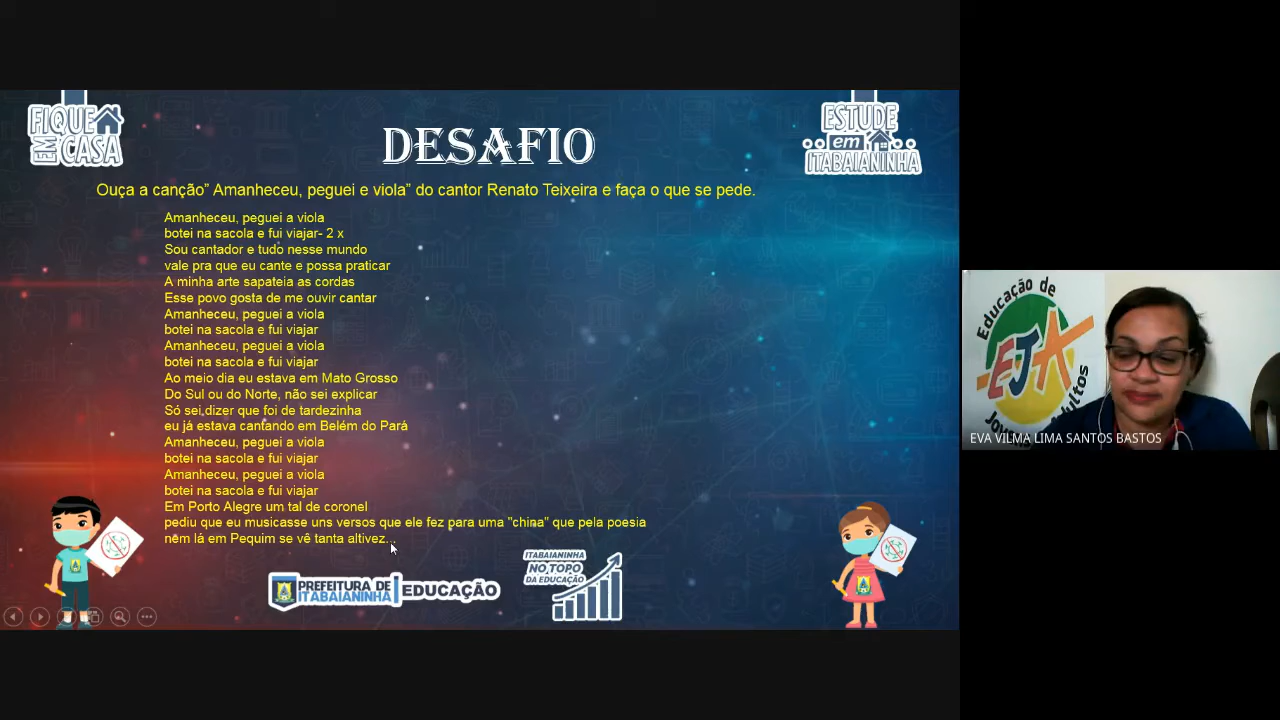 FIQUE
EM
CASA
ESTUDE
em
ITABAIANINHA
DESAFIO
Ouça a canção” Amanheceu, peguei e viola” do cantor Renato Teixeira e faça o que se pede.
Amanheceu, peguei a viola
botei na sacola e fui viajar- 2 x
Sou cantador e tudo nesse mundo
vale pra que eu cante e possa praticar
A minha arte sapateia as cordas
Esse povo gosta de me ouvir cantar
Amanheceu, peguei a viola
botei na sacola e fui viajar
Amanheceu, peguei a viola
botei na sacola e fui viajar
Ao meio dia eu estava em Mato Grosso
Do Sul ou do Norte, não sei explicar
Só sei dizer que foi de tardezinha
eu já estava cantando em Belém do Pará
Amanheceu, peguei a viola
botei na sacola e fui viajar
Amanheceu, peguei a viola
botei na sacola e fui viajar
Em Porto Alegre um tal de coronel
pediu que eu musicasse uns versos que ele fez para uma "china" que pela poesia
nem lá em Pequim se vê tanta altivez...
PREFEITURA DE
ITABAIANINHA
EDUCAÇÃO
ITABAIANINHA
NO TOPO
DA EDUCAÇÃO
Educação de
EJA
EVA VILMA LIMA SANTOS BASTOS